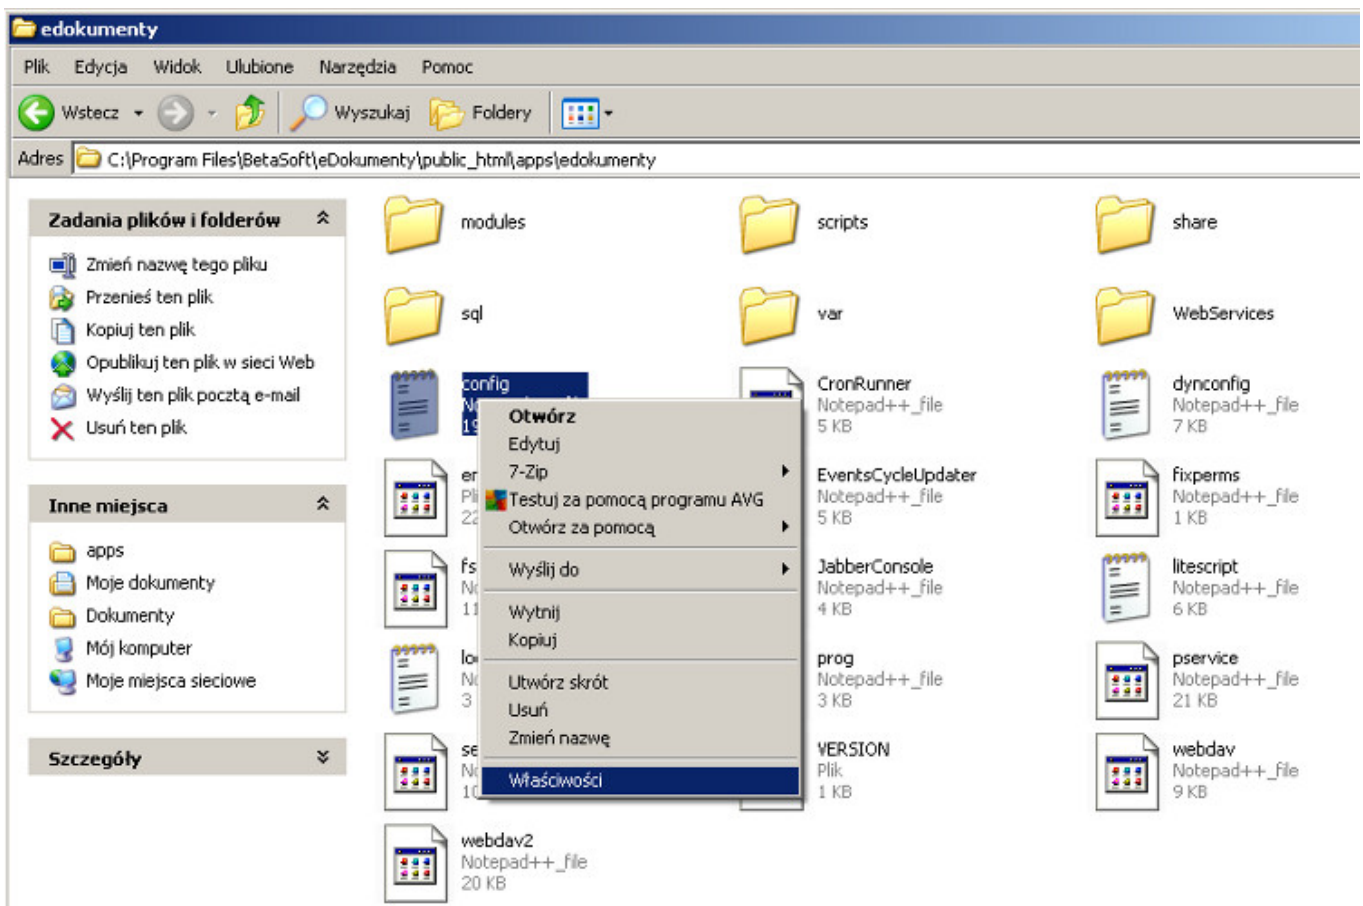 edokumenty
Plik Edycja Widok Ulubione Narzędzia Pomoc
Wstecz Wyszukaj Foldery
Adres C:\Program Files\BetaSoft\eDokumenty\public_html\apps\edokumenty
Zadania plików i folderów
Zmień nazwę tego pliku
Przenieś ten plik
Kopiuj ten plik
Opublikuj ten plik w sieci Web
Wyślij ten plik pocztą e-mail
Usuń ten plik
Inne miejsca
apps
Moje dokumenty
Dokumenty
Mój komputer
Moje miejsca sieciowe
Szczegóły
modules
scripts
share
sql
var
WebServices
config
CronRunner
Notepad++_file
5 KB
dynconfig
Notepad++_file
7 KB
EventsCycleUpdater
Notepad++_file
5 KB
fixperms
Notepad++_file
1 KB
JabberConsole
Notepad++_file
4 KB
litescript
Notepad++_file
6 KB
prog
Notepad++_file
3 KB
pservice
Notepad++_file
21 KB
VERSION
Plik
1 KB
webdav
Notepad++_file
9 KB
webdav2
Notepad++_file
20 KB
Otwórz
Edytuj
7-Zip
Testuj za pomocą programu AVG
Otwórz za pomocą
Wyślij do
Wytnij
Kopiuj
Utwórz skrót
Usuń
Zmień nazwę
Właściwości